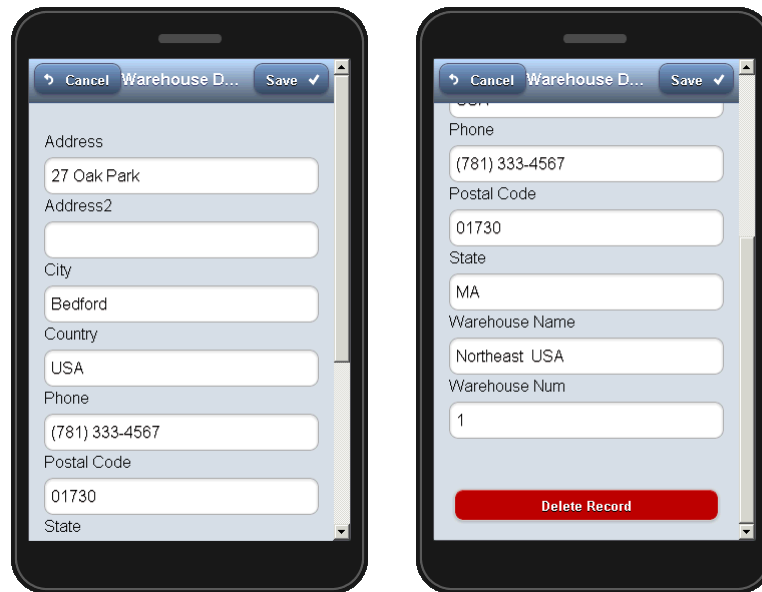 Cancel Warehouse D... Save
Address
27 Oak Park
Address2
City
Bedford
Country
USA
Phone
(781) 333-4567
Postal Code
01730
State
Cancel Warehouse D... Save
USA
Phone
(781) 333-4567
Postal Code
01730
State
MA
Warehouse Name
Northeast USA
Warehouse Num
1
Delete Record